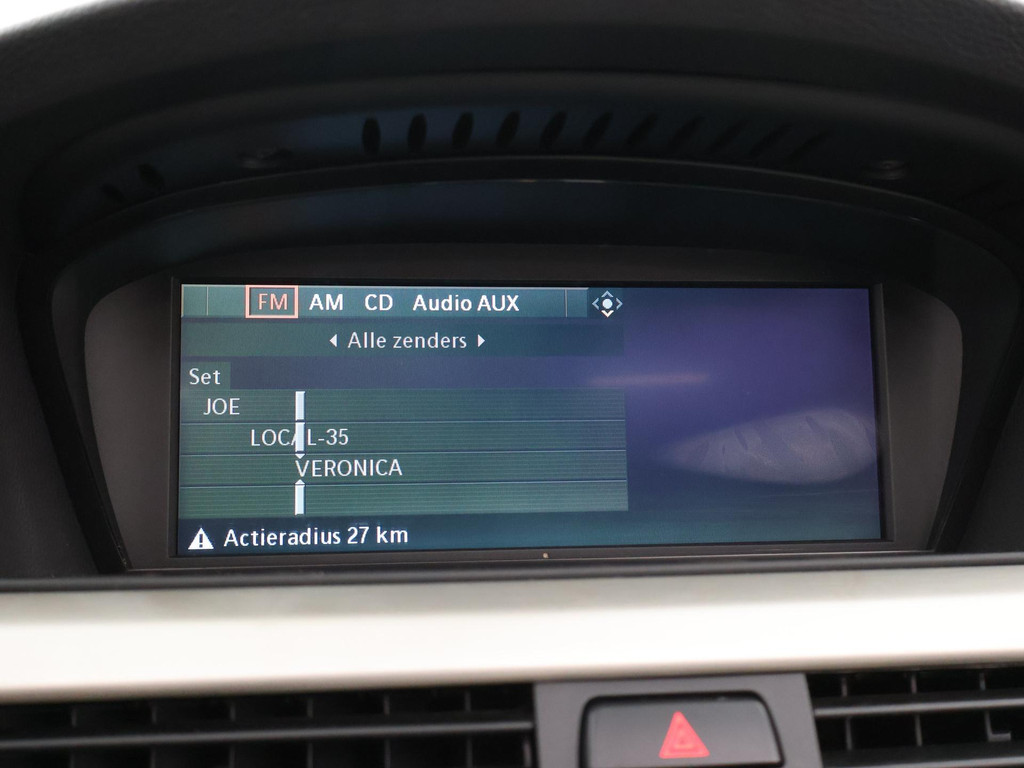 FM AM CD Audio AUX
Alle zenders
Set
JOE
LOCAL-35
VERONICA
Actieradius 27 km